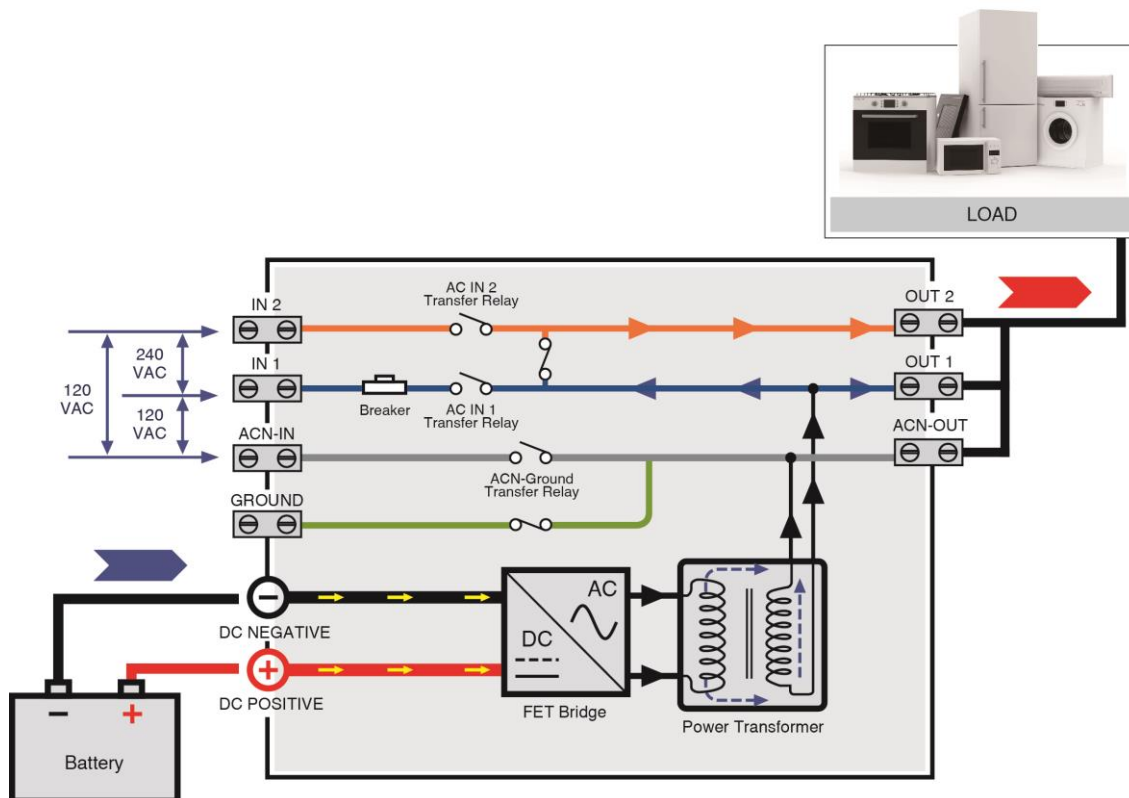 LOAD
AC IN 2
Transfer Relay
IN 2
OUT 2
240
VAC
IN 1
OUT 1
120
VAC
120
VAC
Breaker
AC IN 1
Transfer Relay
ACN-IN
ACN-OUT
ACN-Ground
Transfer Relay
GROUND
−
DC NEGATIVE
AC
DC
+
DC POSITIVE
FET Bridge
Power Transformer
− +
Battery